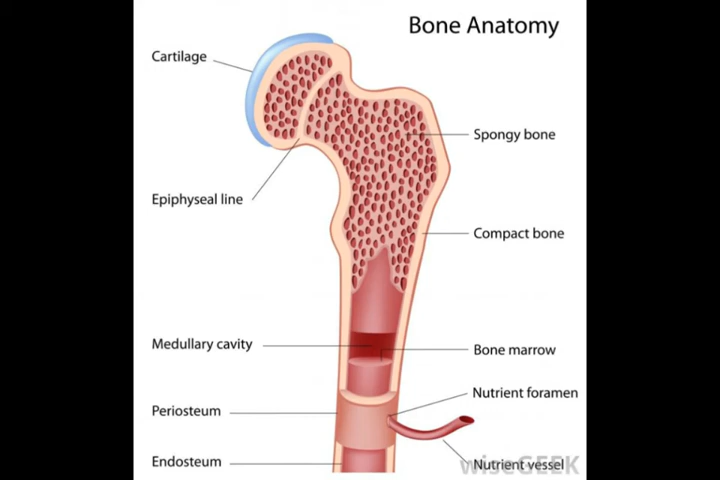 Bone Anatomy
Cartilage
Spongy bone
Epiphyseal line
Compact bone
Medullary cavity
Bone marrow
Nutrient foramen
Periosteum
Endosteum
Nutrient vessel
wiseGEEK